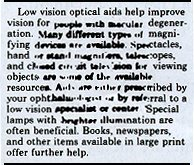 Low vision optical aids help improve
vision for people with macular degener-
ation. Many different types of magni-
fying devices are available. Spectacles,
hand or stand magnifiers, telescopes,
and closed circuit television for viewing
objects are some of the available
resources. Aids are either prescribed by
your ophthalmologist by referral to
low vision specialist or center Special
lamps with brighter illumination are
often beneficial. Books, newspapers,
and other items available in large print
offer further help.